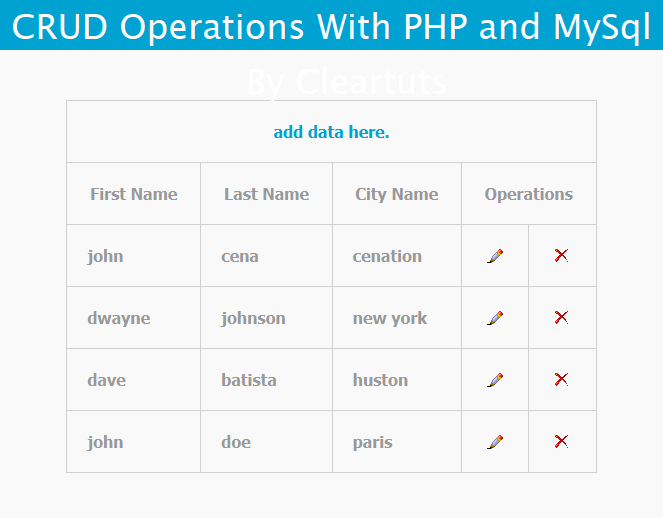 CRUD Operations With PHP and MySql
By Cleartuts
add data here.
First Name Last Name City Name Operations
john cena cenation
dwayne johnson new york
dave batista huston
john doe paris